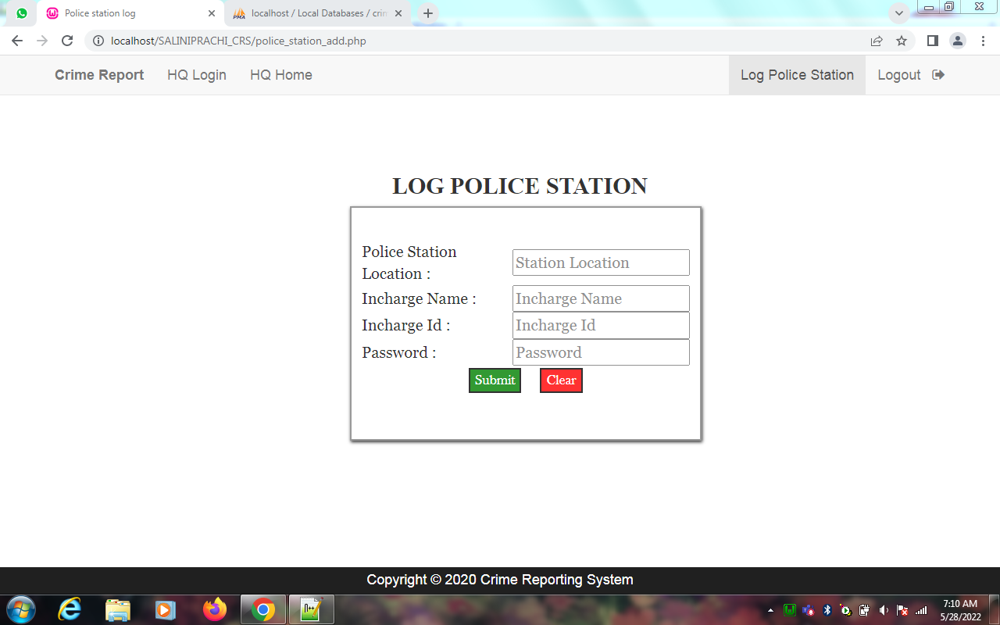 Police station log
localhost / Local Databases / crin
localhost/SALINIPRACHI_CRS/police_station_add.php
Crime Report HQ Login HQ Home Log Police Station Logout
LOG POLICE STATION
Police Station Location : Station Location
Incharge Name : Incharge Name
Incharge Id : Incharge Id
Password : Password
Submit Clear
Copyright © 2020 Crime Reporting System
7:10 AM
5/28/2022